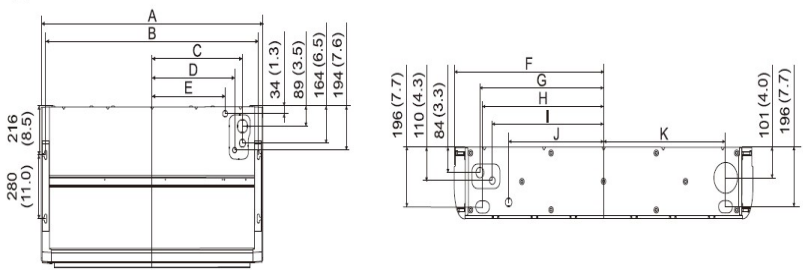 A
B
C
D
E
34 (1.3)
89 (3.5)
164 (6.5)
194 (7.6)
216
(8.5)
280
(11.0)
F
G
H
I
J
K
196 (7.7)
110 (4.3)
84 (3.3)
101 (4.0)
196 (7.7)